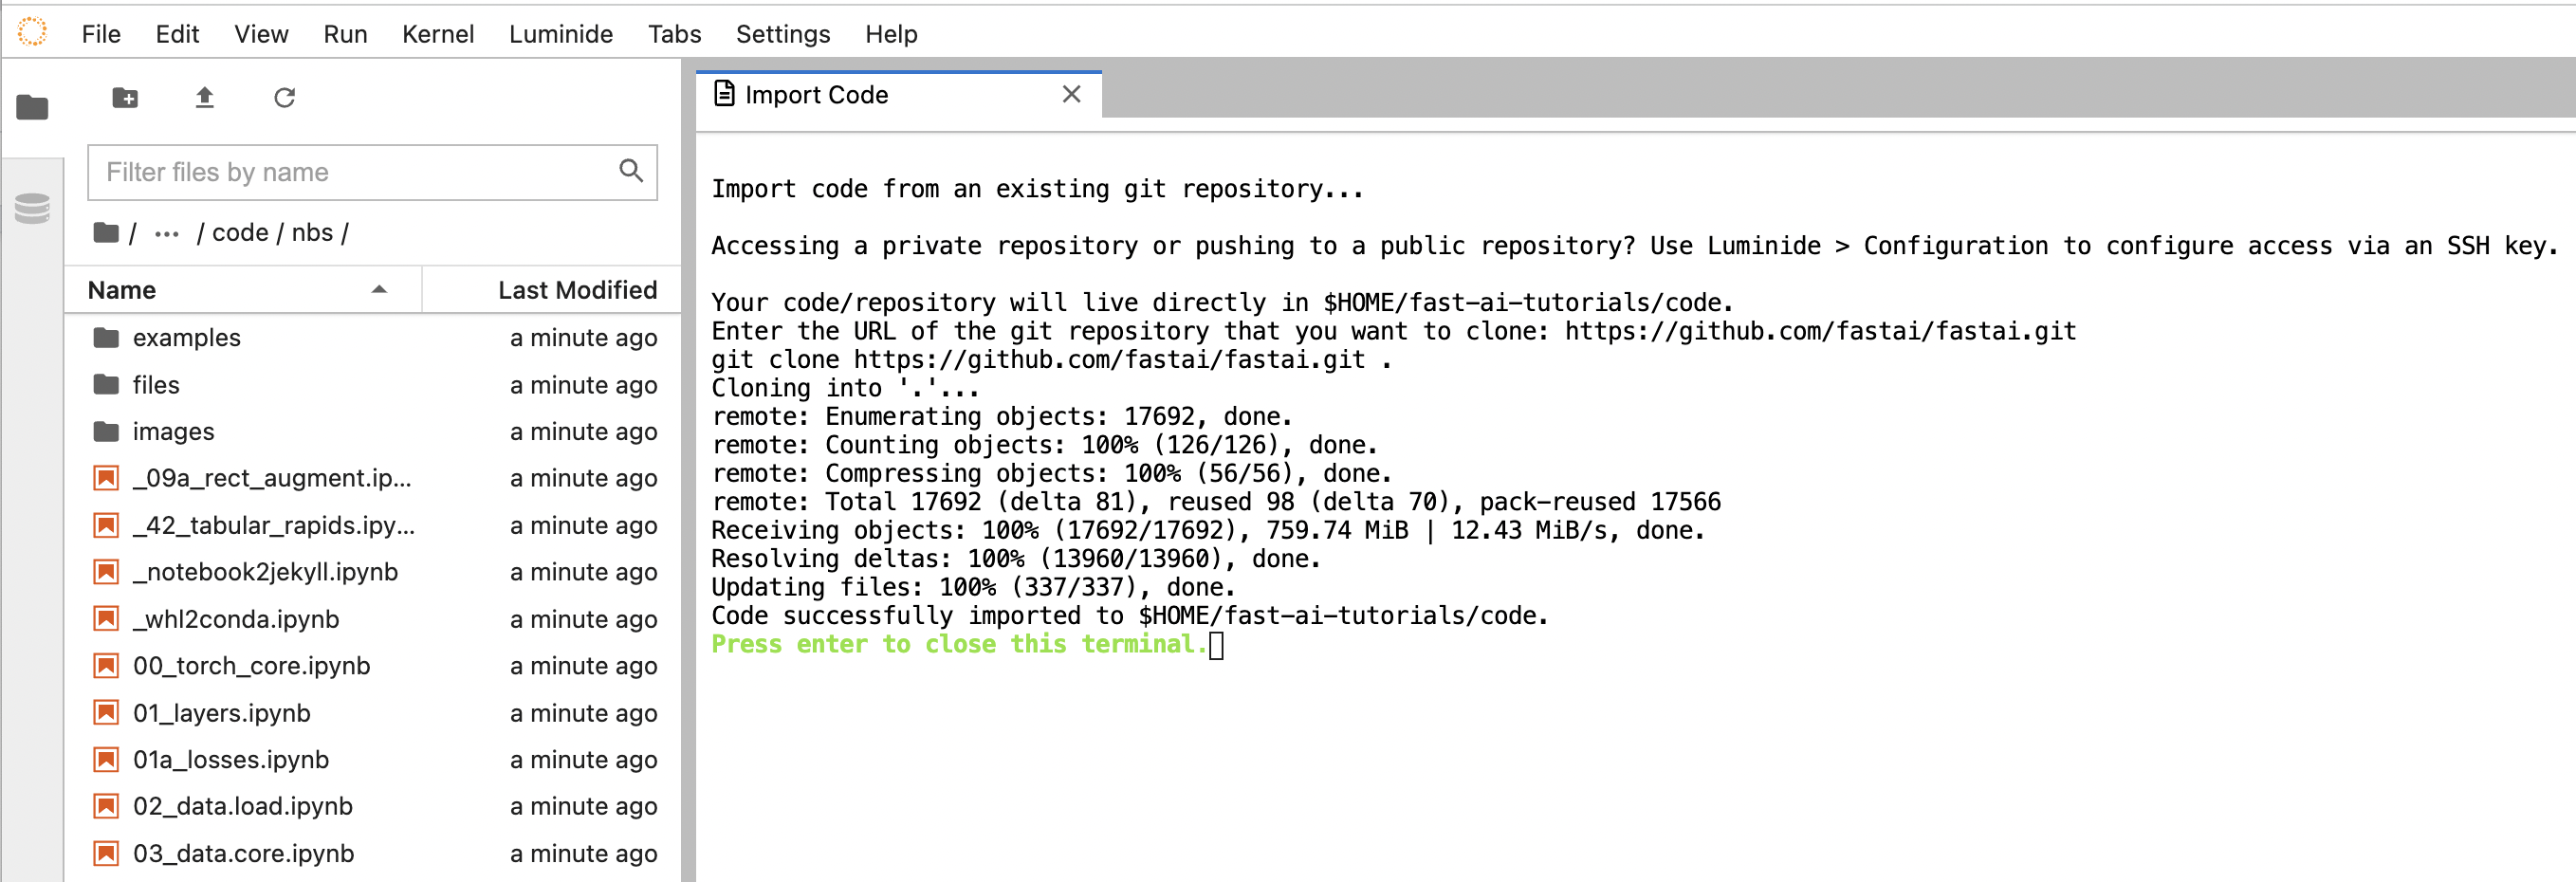 File Edit View Run Kernel Luminide Tabs Settings Help
Import Code
Filter files by name
/ ··· / code / nbs /
Name Last Modified
examples a minute ago
files a minute ago
images a minute ago
_09a_rect_augment.ip... a minute ago
_42_tabular_rapids.ipy... a minute ago
_notebook2jekyll.ipynb a minute ago
_whl2conda.ipynb a minute ago
00_torch_core.ipynb a minute ago
01_layers.ipynb a minute ago
01a_losses.ipynb a minute ago
02_data.load.ipynb a minute ago
03_data.core.ipynb a minute ago
Import code from an existing git repository...
Accessing a private repository or pushing to a public repository? Use Luminide > Configuration to configure access via an SSH key.
Your code/repository will live directly in $HOME/fast-ai-tutorials/code.
Enter the URL of the git repository that you want to clone: https://github.com/fastai/fastai.git
git clone https://github.com/fastai/fastai.git .
Cloning into '.'...
remote: Enumerating objects: 17692, done.
remote: Counting objects: 100% (126/126), done.
remote: Compressing objects: 100% (56/56), done.
remote: Total 17692 (delta 81), reused 98 (delta 70), pack-reused 17566
Receiving objects: 100% (17692/17692), 759.74 MiB | 12.43 MiB/s, done.
Resolving deltas: 100% (13960/13960), done.
Updating files: 100% (337/337), done.
Code successfully imported to $HOME/fast-ai-tutorials/code.
Press enter to close this terminal.